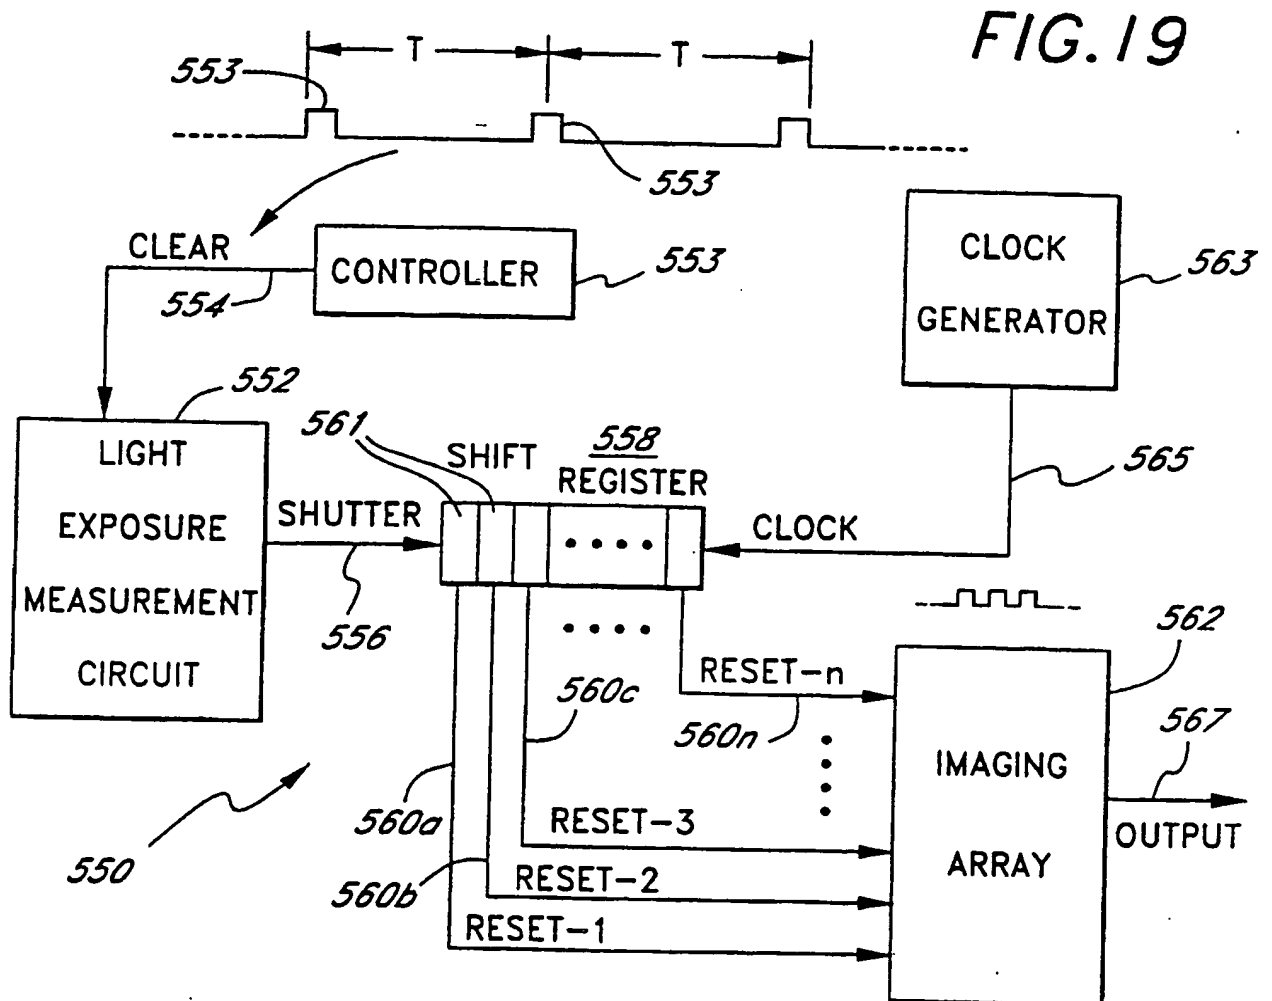 FIG.19
T
T
553
553
CLEAR
554
CONTROLLER
553
CLOCK
GENERATOR
563
552
LIGHT
EXPOSURE
MEASUREMENT
CIRCUIT
561
SHIFT
558
REGISTER
565
SHUTTER
556
CLOCK
562
RESET-n
560n
560c
567
IMAGING
ARRAY
OUTPUT
560a
RESET-3
550
560b
RESET-2
RESET-1